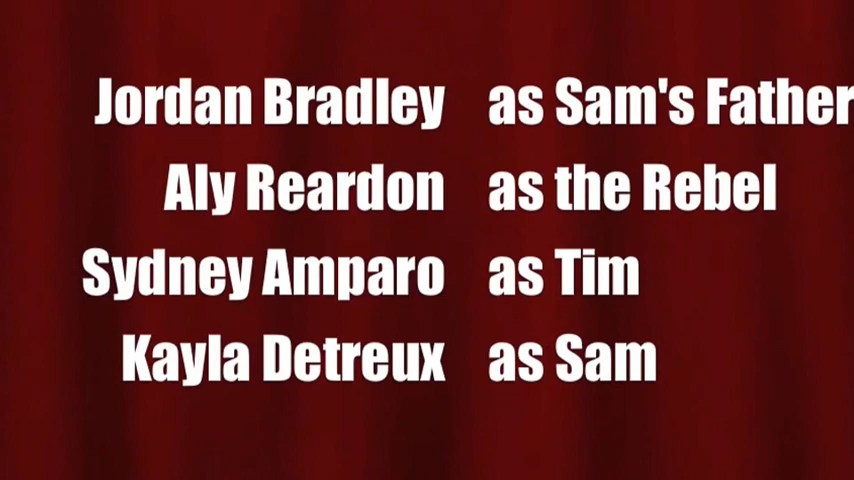 Jordan Bradley as Sam's Father
Aly Reardon as the Rebel
Sydney Amparo as Tim
Kayla Detreux as Sam